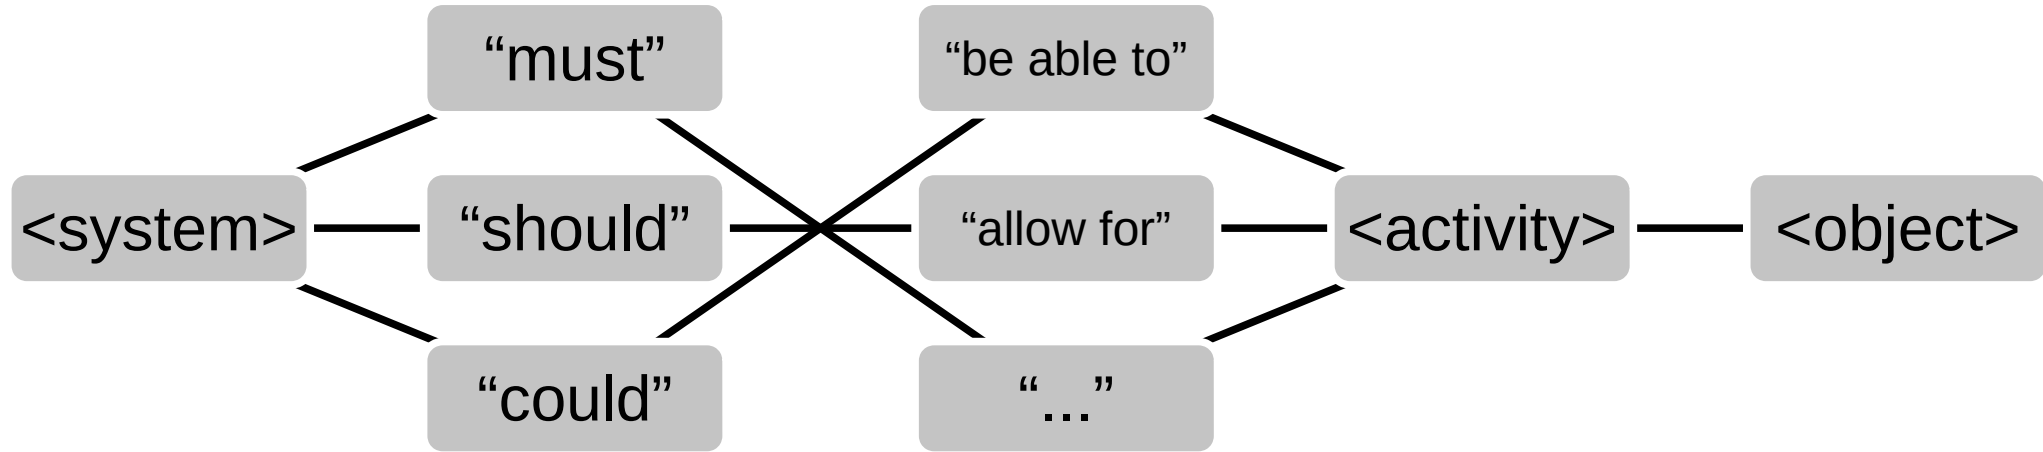 “must”
“be able to”
<system>
“should”
“allow for”
<activity>
<object>
“could”
“...”